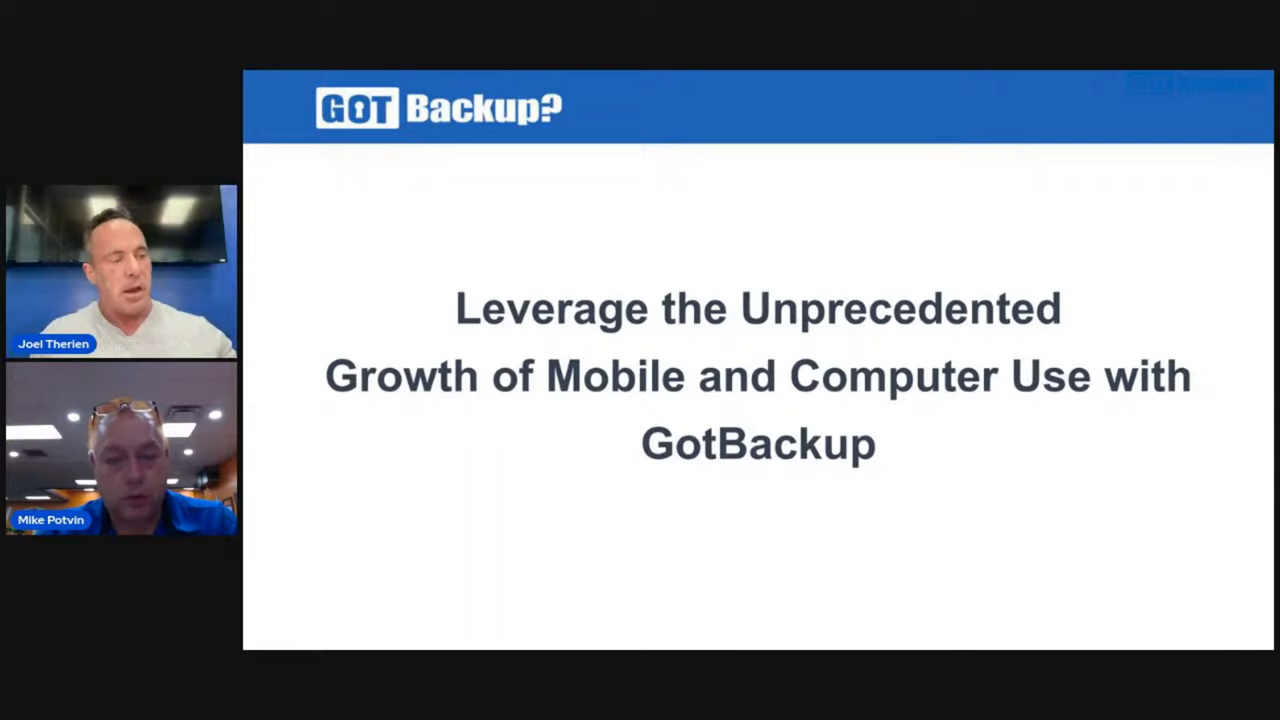 GOT Backup?
Joel Therien
Mike Potvin
Leverage the Unprecedented
Growth of Mobile and Computer Use with
GotBackup